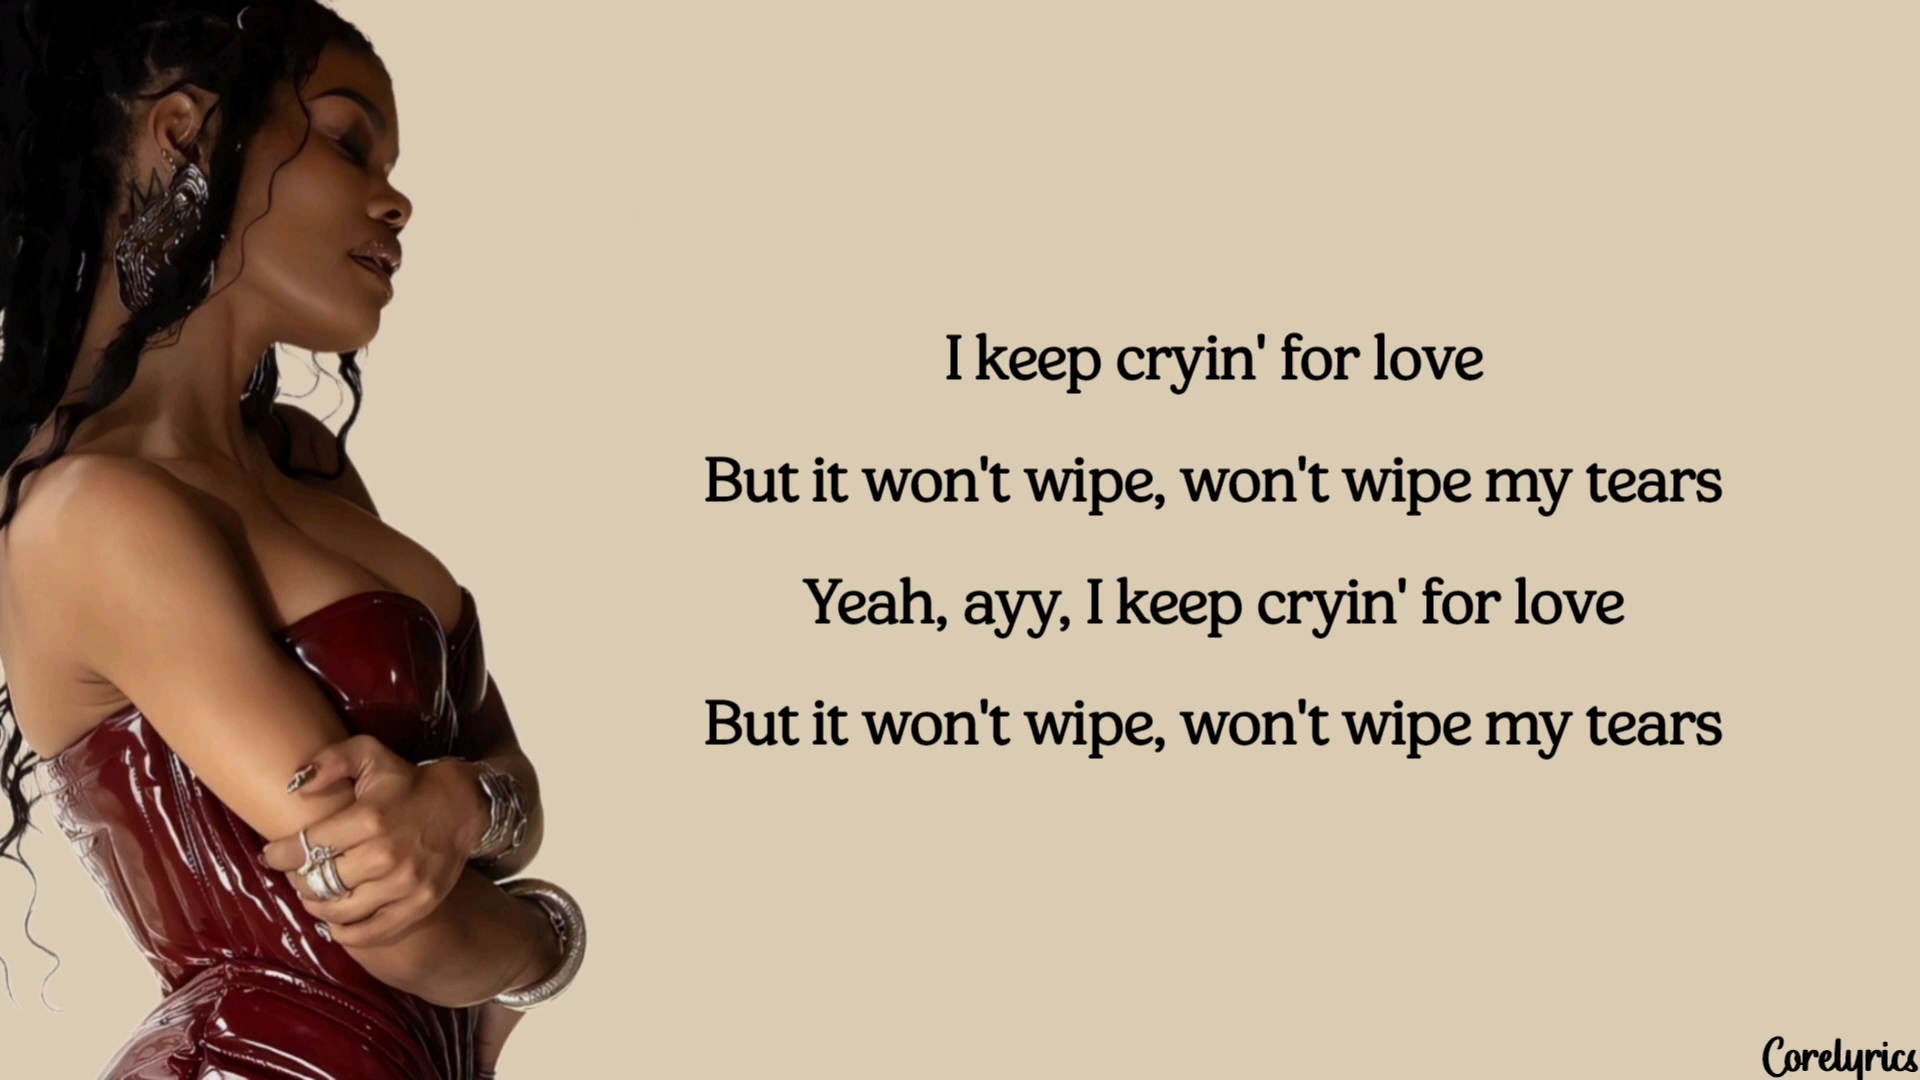 I keep cryin' for love
But it won't wipe, won't wipe my tears
Yeah, ayy, I keep cryin' for love
But it won't wipe, won't wipe my tears
Corelyrics